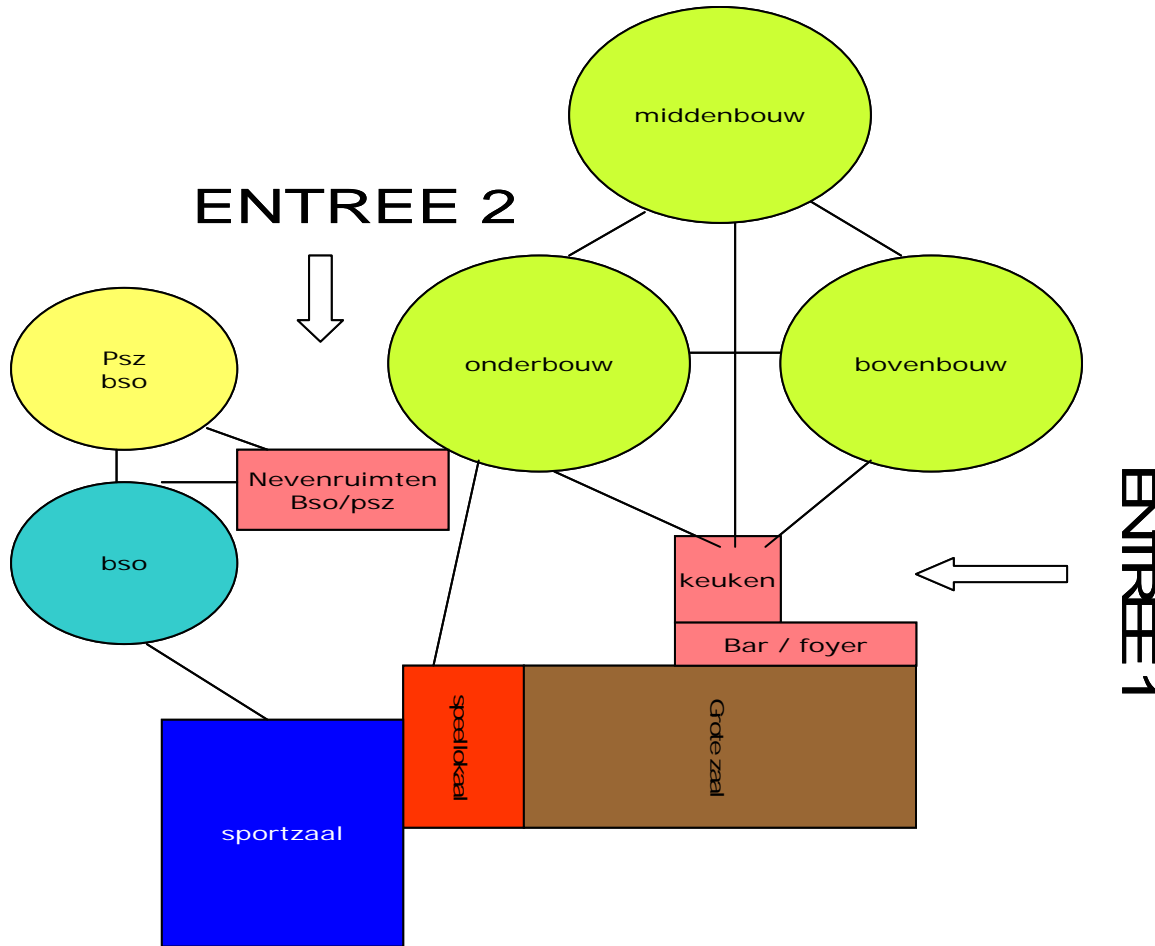 middenbouw
ENTREE 2
Psz
bso
onderbouw
bovenbouw
Nevenruimten
Bso/psz
bso
keuken
ENTREE 1
Bar / foyer
speellokaal
Grote zaal
sportzaal